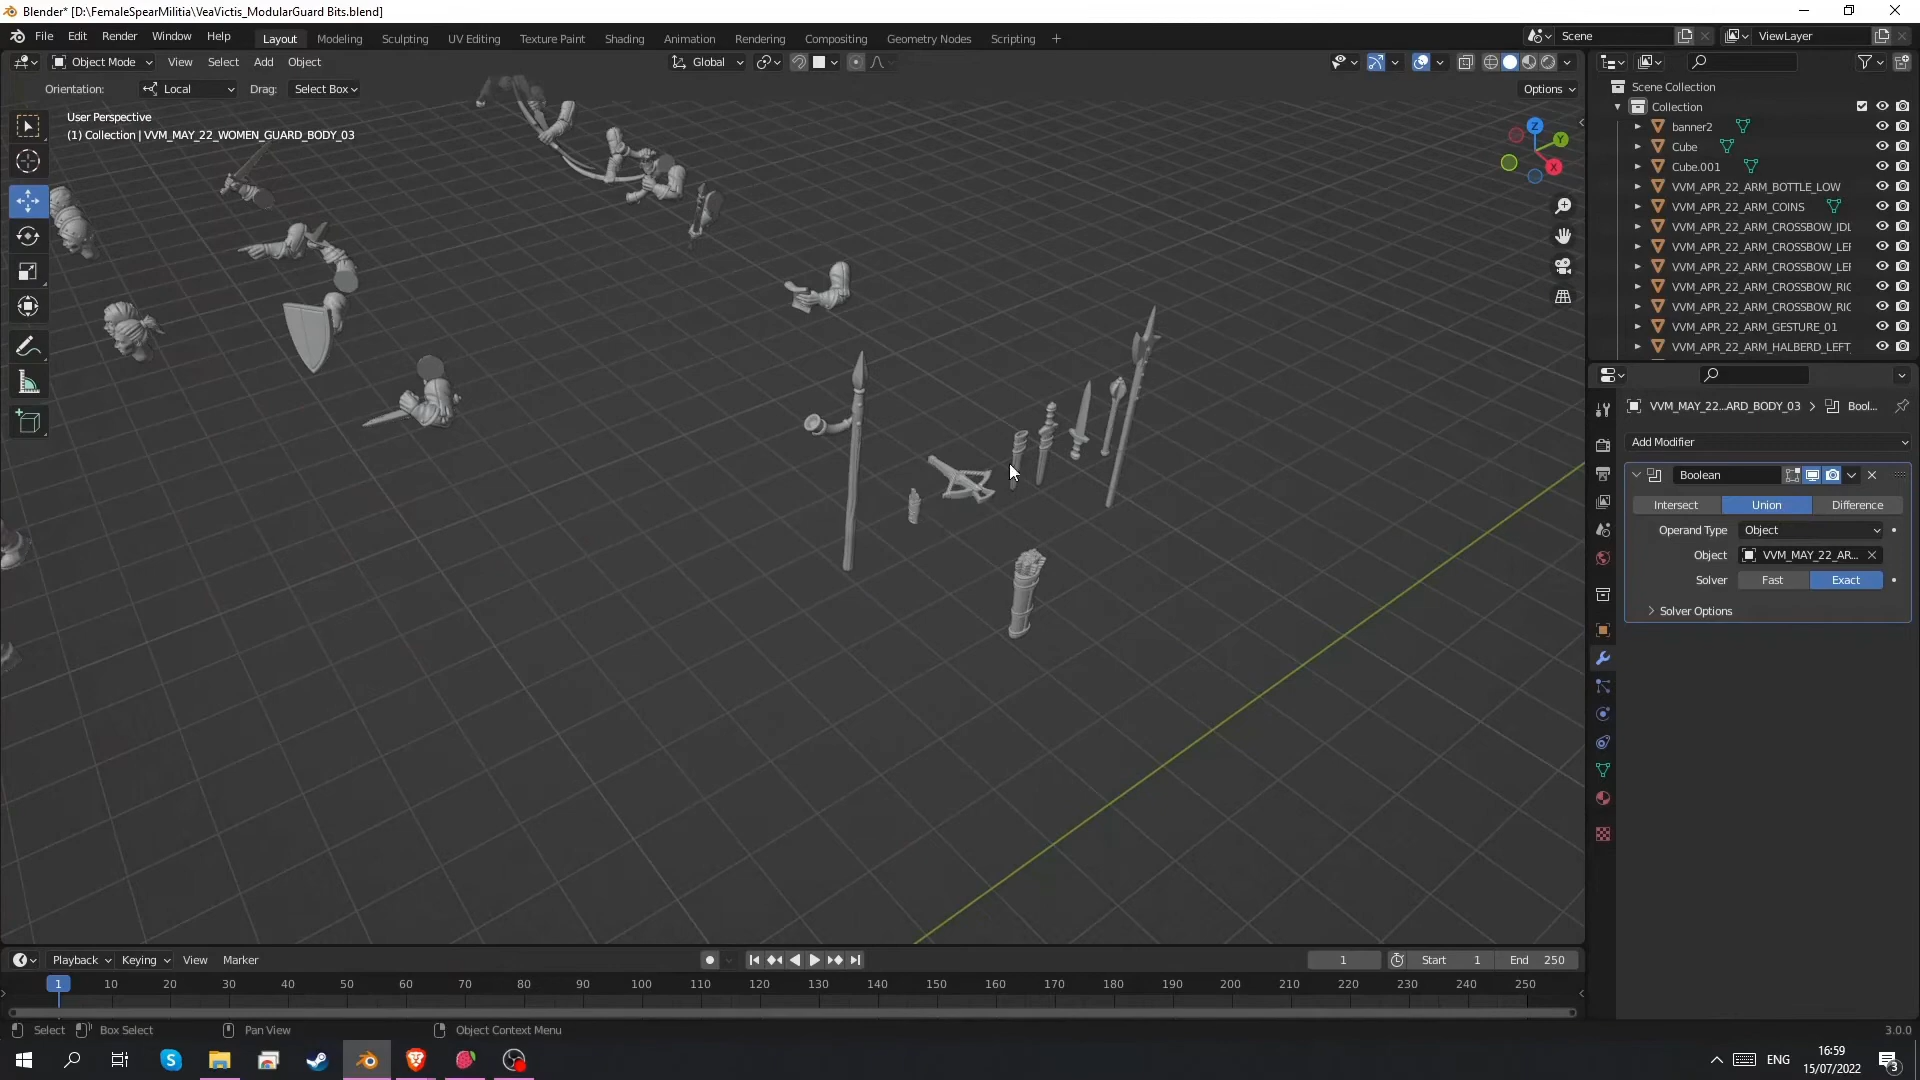 Blender* [D:\FemaleSpearMilitia\VeaVictis_ModularGuard Bits.blend]
File Edit Render Window Help
Layout Modeling Sculpting UV Editing Texture Paint Shading Animation Rendering Compositing Geometry Nodes Scripting +
Scene
ViewLayer
Object Mode View Select Add Object
Global
Orientation: Local Drag: Select Box
Options
User Perspective
(1) Collection | VVM_MAY_22_WOMEN_GUARD_BODY_03
Z
Y
X
Scene Collection
Collection
banner2
Cube
Cube.001
VVM_APR_22_ARM_BOTTLE_LOW
VVM_APR_22_ARM_COINS
VVM_APR_22_ARM_CROSSBOW_IDL
VVM_APR_22_ARM_CROSSBOW_LEF
VVM_APR_22_ARM_CROSSBOW_LEF
VVM_APR_22_ARM_CROSSBOW_RIG
VVM_APR_22_ARM_CROSSBOW_RIG
VVM_APR_22_ARM_GESTURE_01
VVM_APR_22_ARM_HALBERD_LEFT_
VVM_MAY_22...ARD_BODY_03 > Bool...
Add Modifier
Boolean
Intersect Union Difference
Operand Type Object
Object VVM_MAY_22_AR...
Solver Fast Exact
Solver Options
Playback Keying View Marker
1
Start 1
End 250
1 10 20 30 40 50 60 70 80 90 100 110 120 130 140 150 160 170 180 190 200 210 220 230 240 250
Select Box Select Pan View Object Context Menu
3.0.0
ENG
16:59
15/07/2022
3